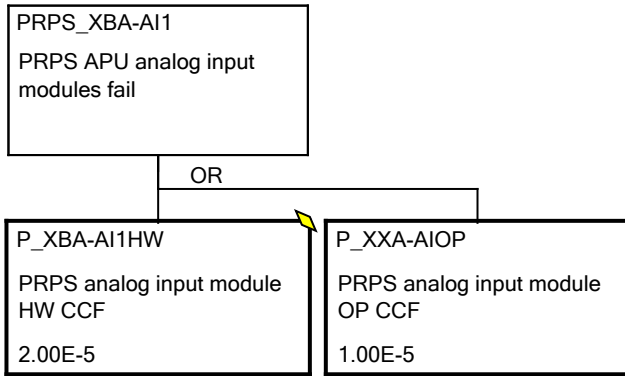 PRPS_XBA-AI1
PRPS APU analog input
modules fail
OR
P_XBA-AI1HW
PRPS analog input module
HW CCF
2.00E-5
P_XXA-AIOP
PRPS analog input module
OP CCF
1.00E-5